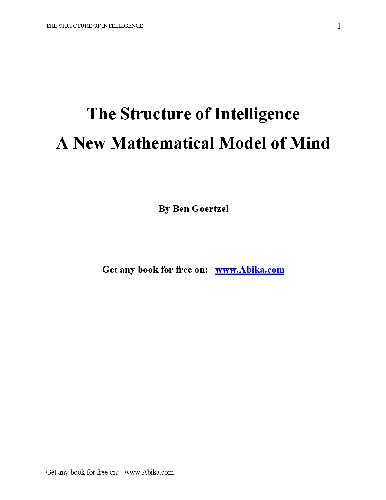 THE STRUCTURE OF INTELLIGENCE 1
The Structure of Intelligence
A New Mathematical Model of Mind
By Ben Goertzel
Get any book for free on: www.Abika.com
Get any book for free on: www.Abika.com